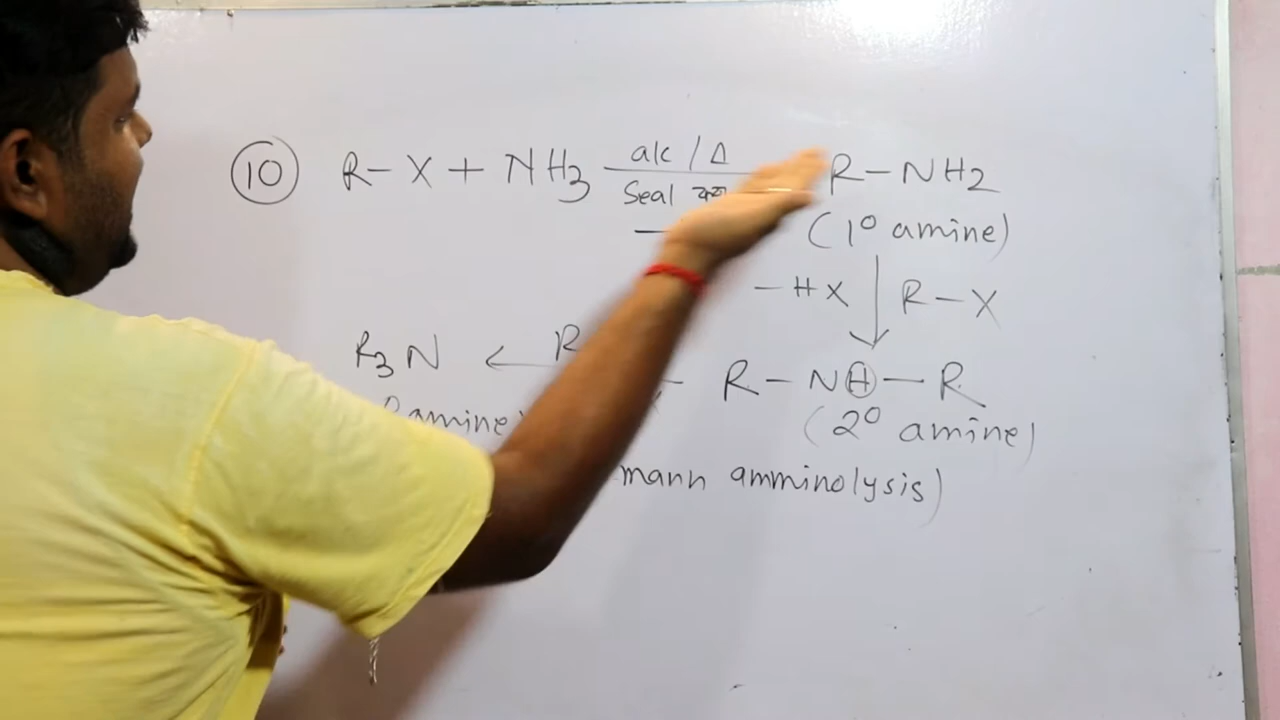 (10) R-X + NH3 alc / Δ R-NH2
Seal
(1° amine)
-HX R-X
R3N ← R R-NH-R
amine) (2° amine)
mann amminolysis)